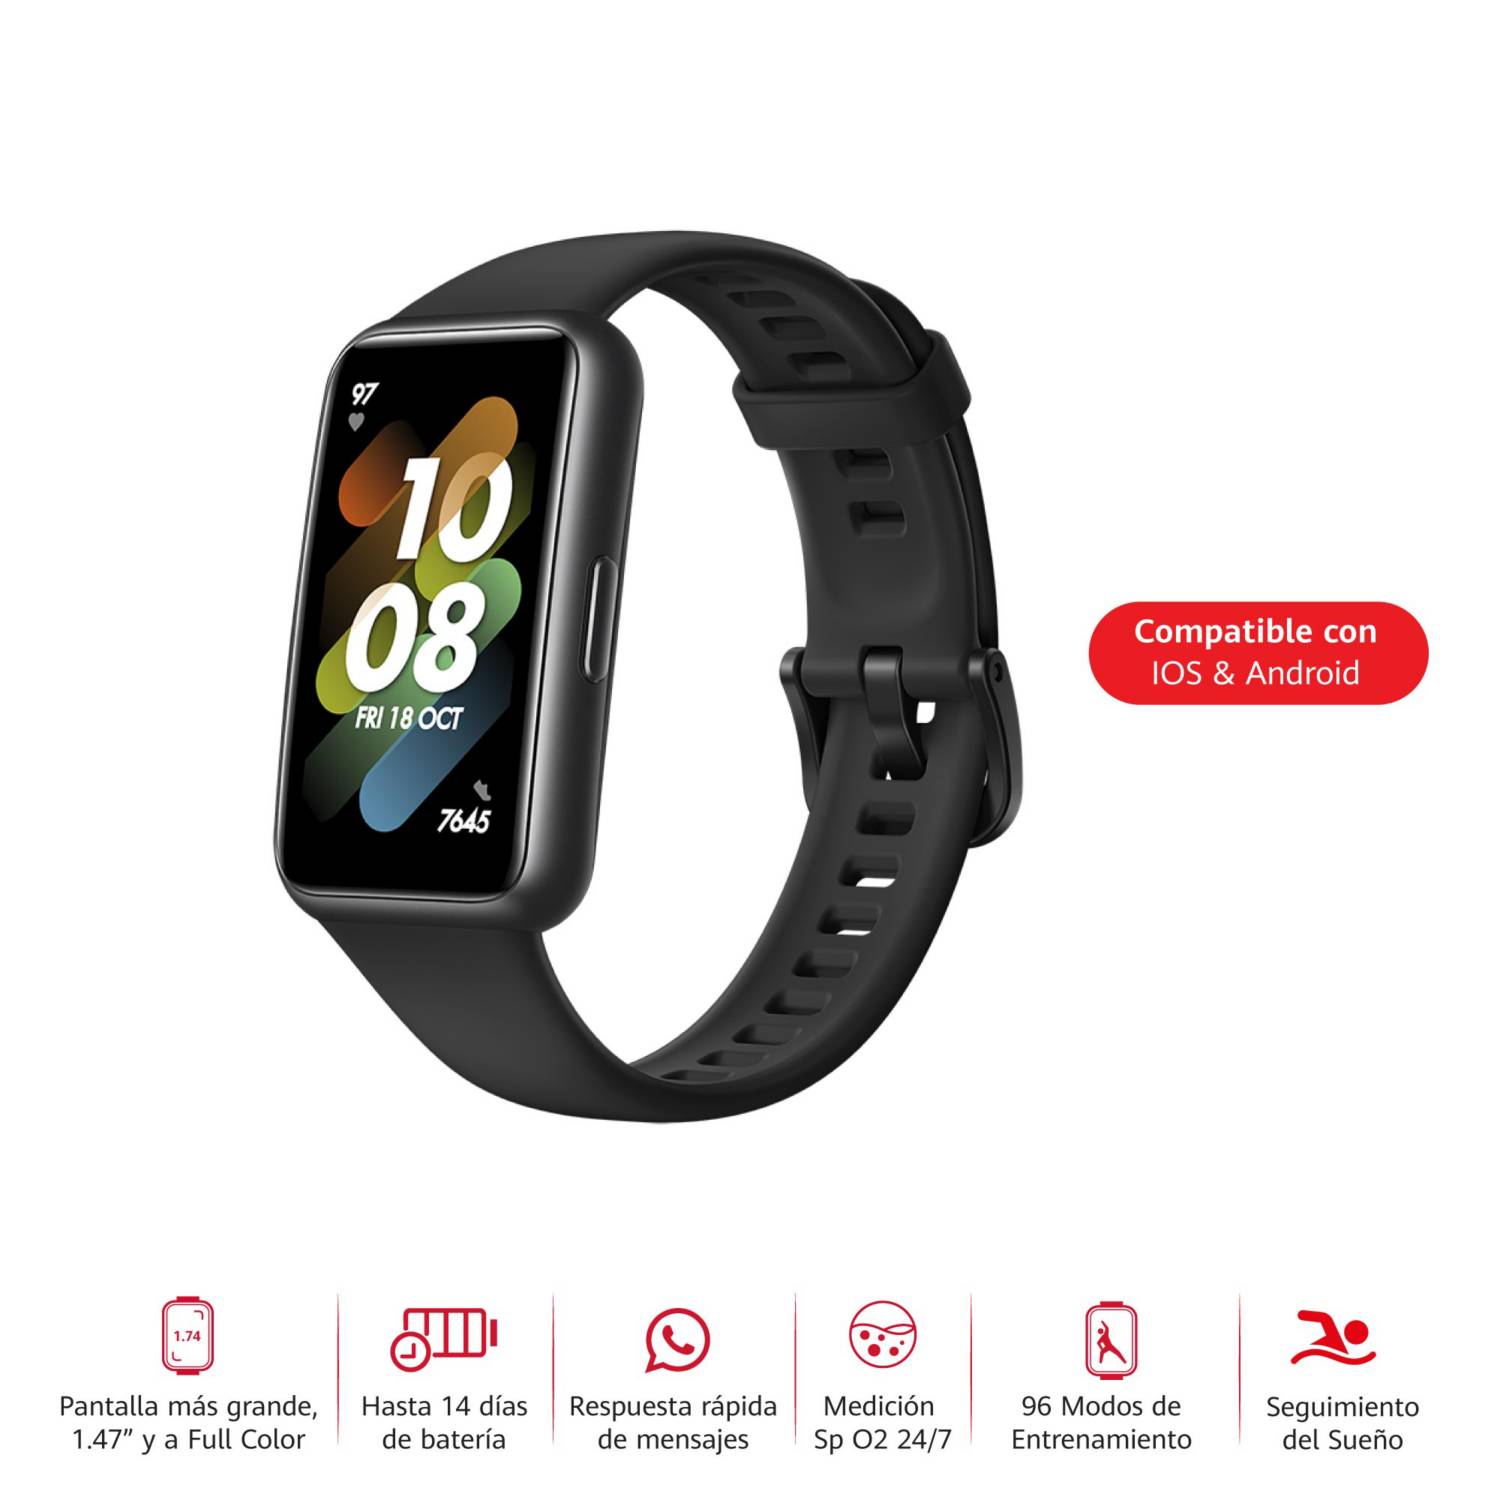 97
10
08
FRI 18 OCT
7645
Compatible con
IOS & Android
1.74
Pantalla más grande,
1.47” y a Full Color
Hasta 14 días
de batería
Respuesta rápida
de mensajes
Medición
Sp O2 24/7
96 Modos de
Entrenamiento
Seguimiento
del Sueño